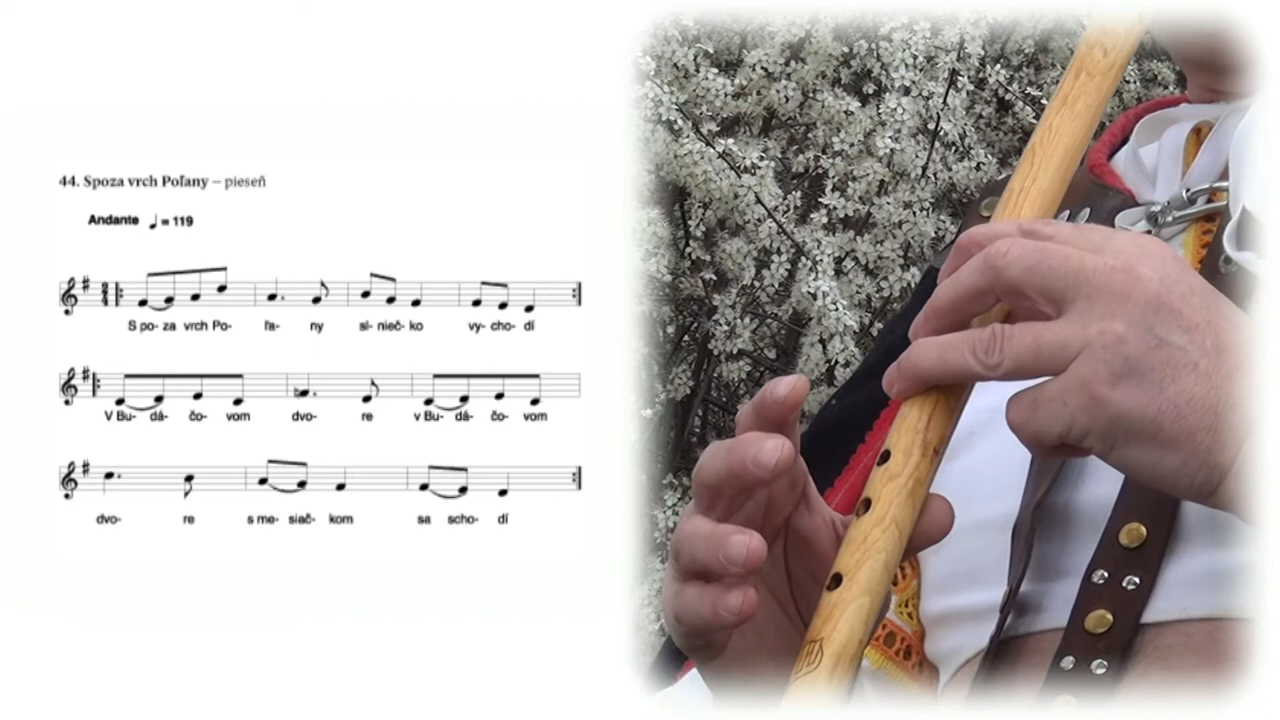 44. Spoza vrch Poľany – pieseň
Andante ♩ = 119
S po- za vrch Po- ľa- ny sl- nieč- ko vy- cho- dí
V Bu- dá- čo- vom dvo- re v Bu- dá- čo- vom
dvo- re s me- siač- kom sa scho- dí